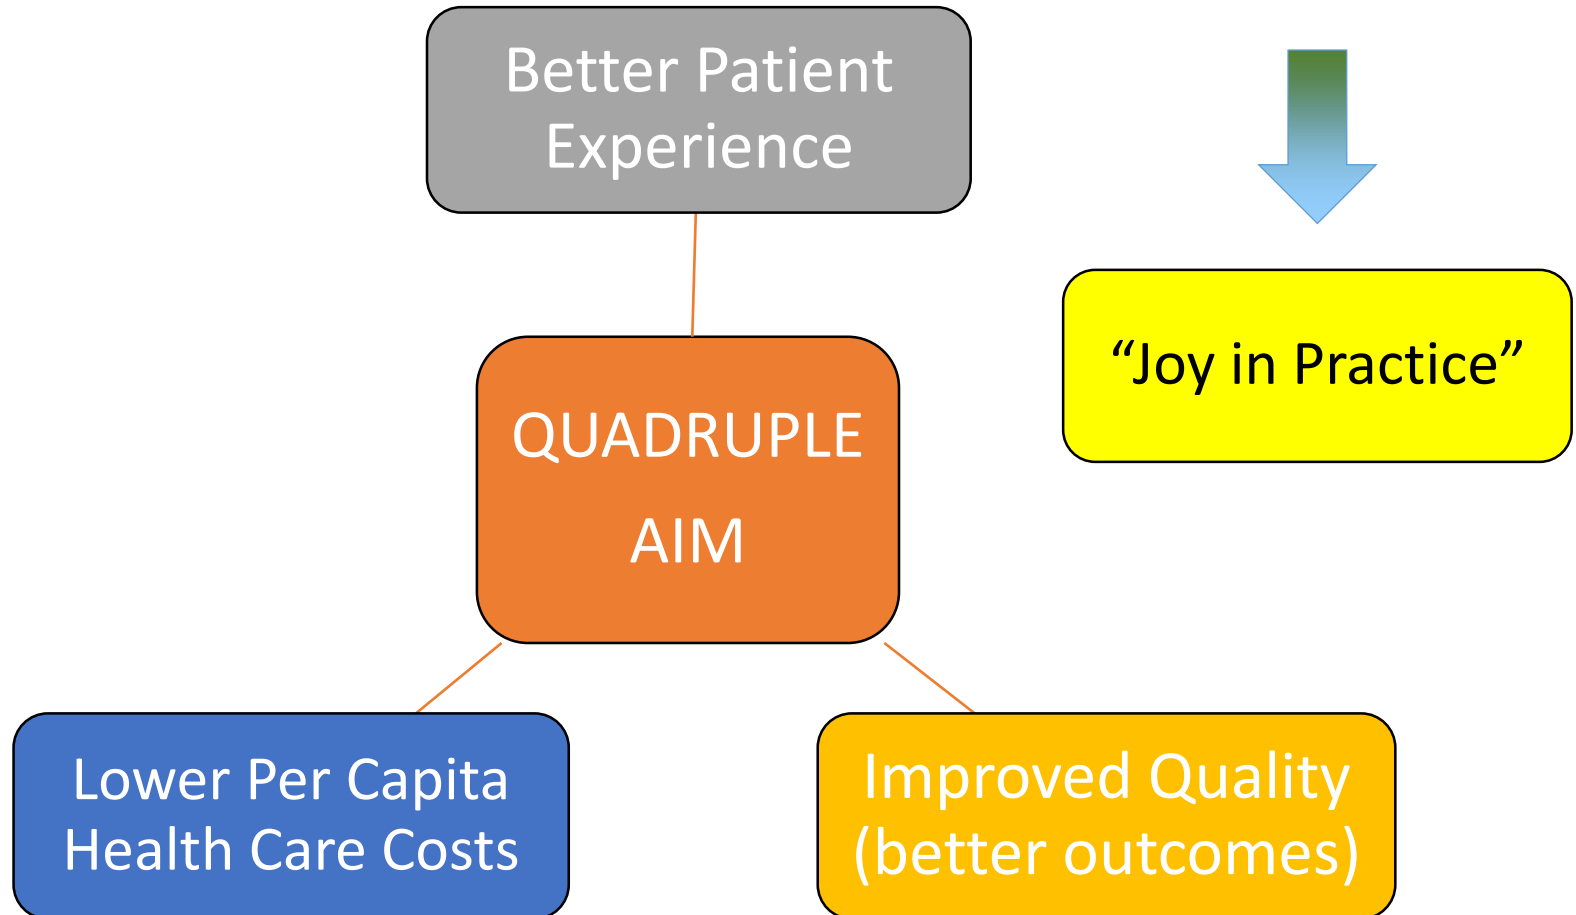 Better Patient
Experience
“Joy in Practice”
QUADRUPLE
AIM
Lower Per Capita
Health Care Costs
Improved Quality
(better outcomes)